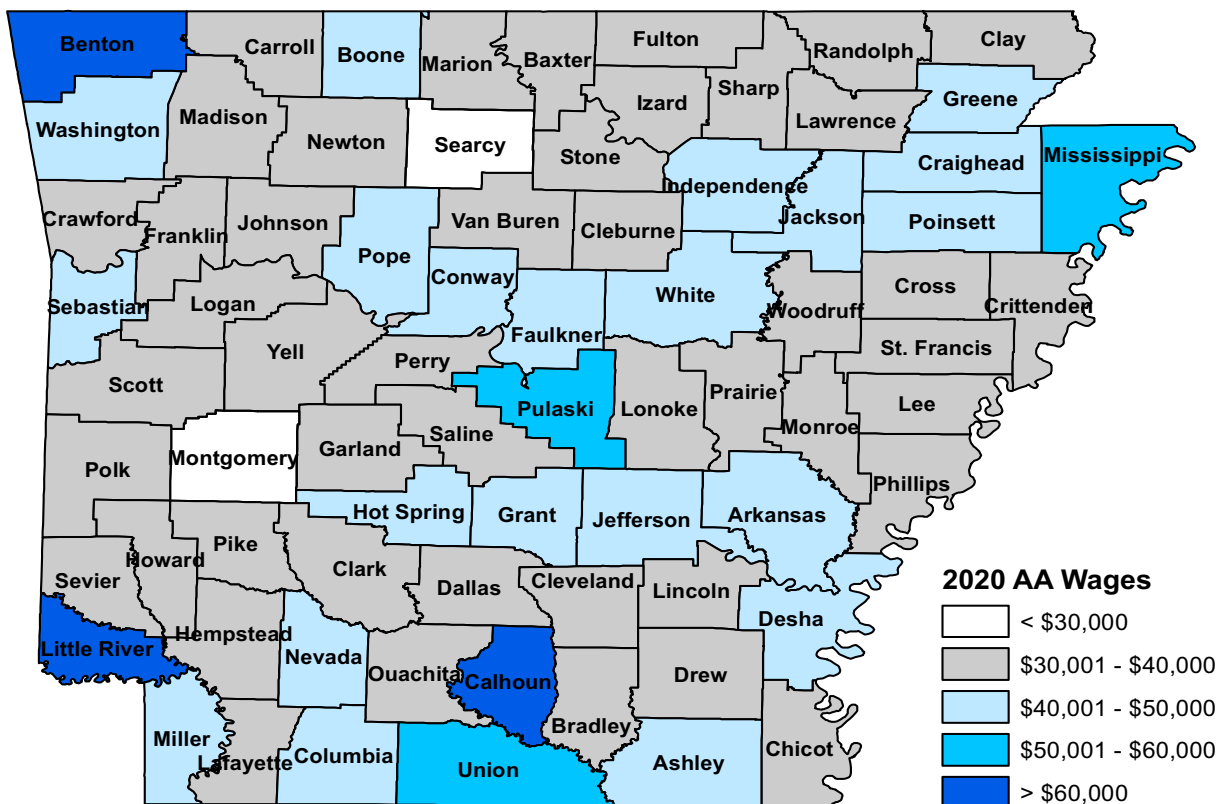 Benton
Carroll
Boone
Marion
Baxter
Fulton
Randolph
Clay
Sharp
Izard
Greene
Lawrence
Washington
Madison
Newton
Searcy
Stone
Independence
Craighead
Mississippi
Crawford
Franklin
Johnson
Pope
Van Buren
Cleburne
Jackson
Poinsett
Sebastian
Logan
Conway
White
Woodruff
Cross
Crittenden
Faulkner
Yell
Perry
St. Francis
Scott
Pulaski
Lonoke
Prairie
Lee
Monroe
Saline
Garland
Montgomery
Polk
Phillips
Hot Spring
Grant
Jefferson
Arkansas
Howard
Pike
Clark
Sevier
Dallas
Cleveland
Lincoln
Desha
Little River
Hempstead
Nevada
Ouachita
Calhoun
Drew
Bradley
Miller
Lafayette
Columbia
Union
Ashley
Chicot
2020 AA Wages
< $30,000
$30,001 - $40,000
$40,001 - $50,000
$50,001 - $60,000
> $60,000